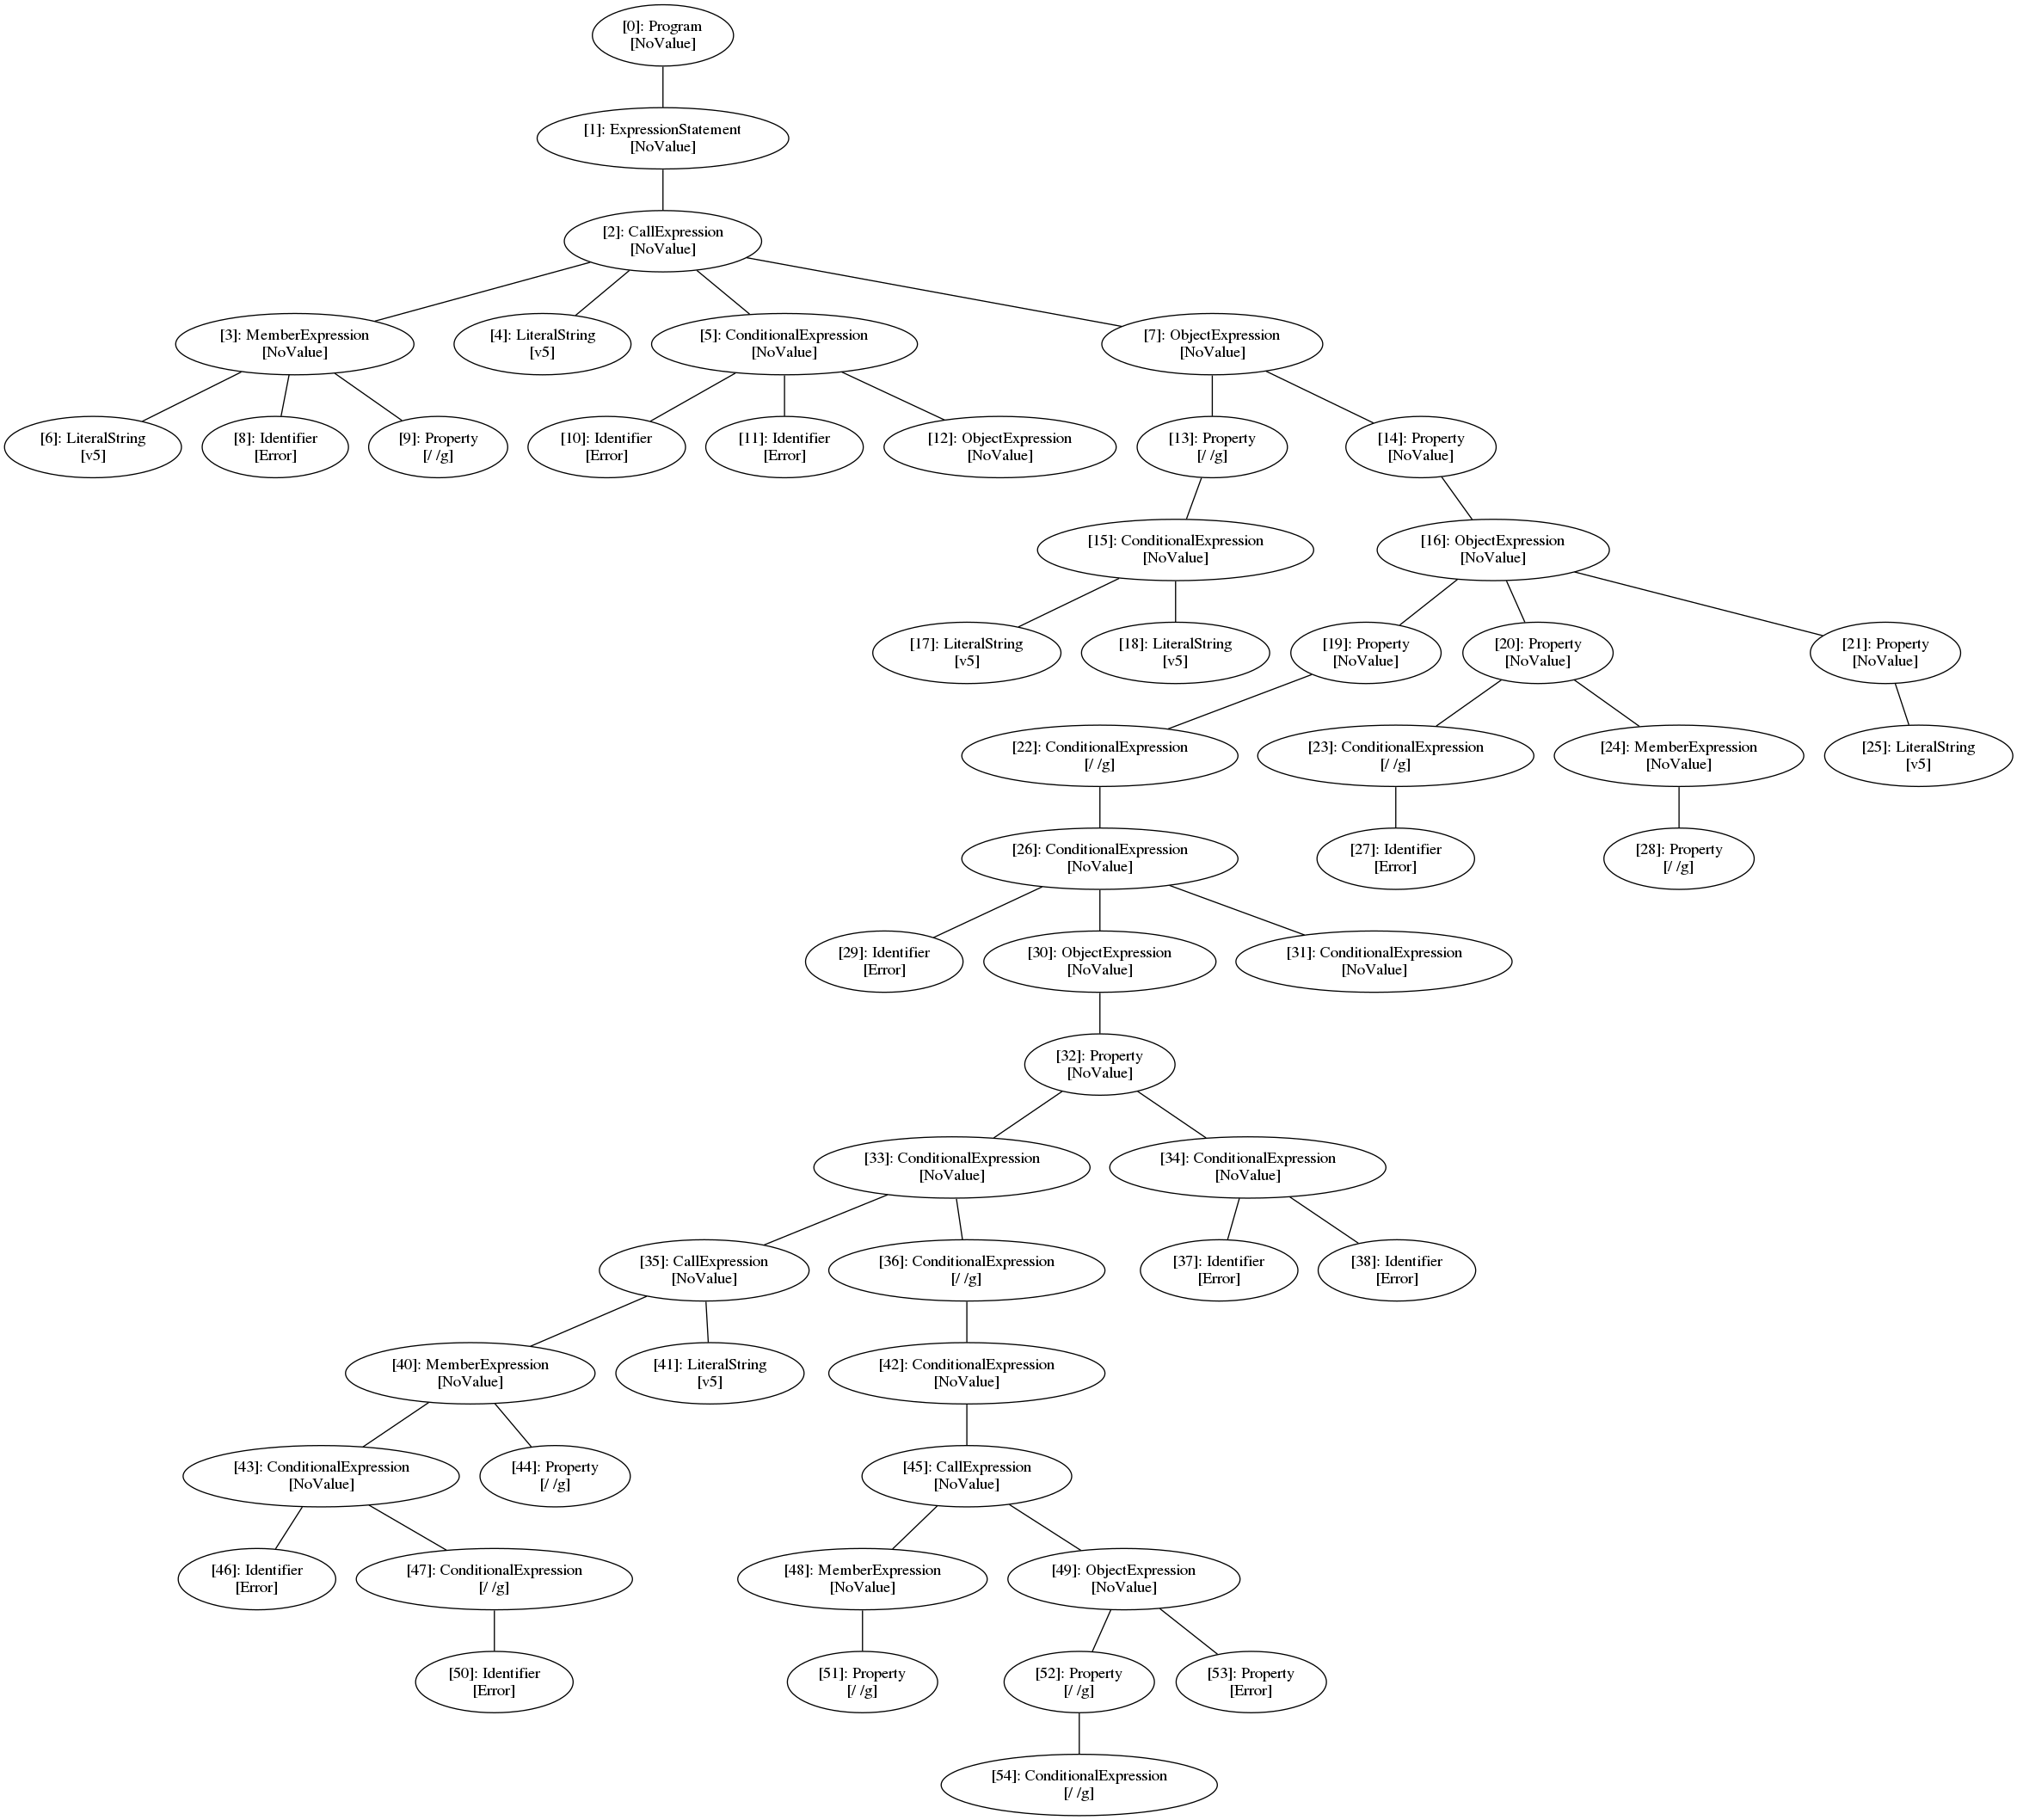 [0]: Program
[NoValue]
[1]: ExpressionStatement
[NoValue]
[2]: CallExpression
[NoValue]
[3]: MemberExpression
[NoValue]
[4]: LiteralString
[v5]
[5]: ConditionalExpression
[NoValue]
[7]: ObjectExpression
[NoValue]
[6]: LiteralString
[v5]
[8]: Identifier
[Error]
[9]: Property
[/ /g]
[10]: Identifier
[Error]
[11]: Identifier
[Error]
[12]: ObjectExpression
[NoValue]
[13]: Property
[/ /g]
[14]: Property
[NoValue]
[15]: ConditionalExpression
[NoValue]
[16]: ObjectExpression
[NoValue]
[17]: LiteralString
[v5]
[18]: LiteralString
[v5]
[19]: Property
[NoValue]
[20]: Property
[NoValue]
[21]: Property
[NoValue]
[22]: ConditionalExpression
[/ /g]
[23]: ConditionalExpression
[/ /g]
[24]: MemberExpression
[NoValue]
[25]: LiteralString
[v5]
[26]: ConditionalExpression
[NoValue]
[27]: Identifier
[Error]
[28]: Property
[/ /g]
[29]: Identifier
[Error]
[30]: ObjectExpression
[NoValue]
[31]: ConditionalExpression
[NoValue]
[32]: Property
[NoValue]
[33]: ConditionalExpression
[NoValue]
[34]: ConditionalExpression
[NoValue]
[35]: CallExpression
[NoValue]
[36]: ConditionalExpression
[/ /g]
[37]: Identifier
[Error]
[38]: Identifier
[Error]
[40]: MemberExpression
[NoValue]
[41]: LiteralString
[v5]
[42]: ConditionalExpression
[NoValue]
[43]: ConditionalExpression
[NoValue]
[44]: Property
[/ /g]
[45]: CallExpression
[NoValue]
[46]: Identifier
[Error]
[47]: ConditionalExpression
[/ /g]
[48]: MemberExpression
[NoValue]
[49]: ObjectExpression
[NoValue]
[50]: Identifier
[Error]
[51]: Property
[/ /g]
[52]: Property
[/ /g]
[53]: Property
[Error]
[54]: ConditionalExpression
[/ /g]